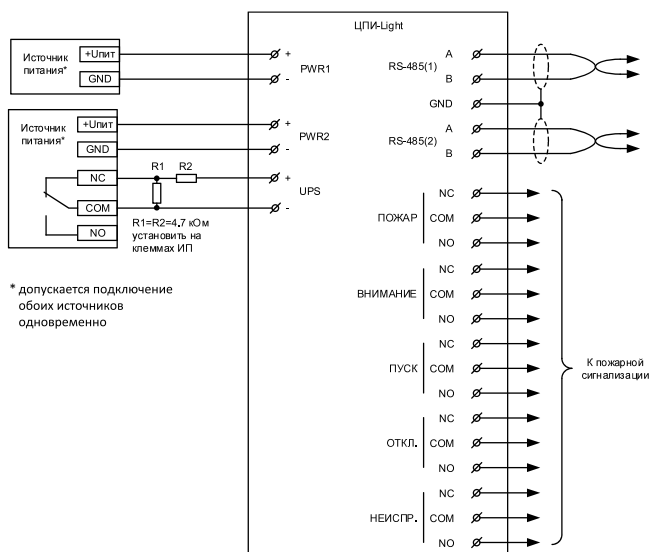 ЦПИ-Light
Источник питания*
+Uпит
GND
+
-
PWR1
Источник питания*
+Uпит
GND
NC
COM
NO
+
-
PWR2
R1
R2
+
-
UPS
R1=R2=4.7 кОм
установить на
клеммах ИП
* допускается подключение
обоих источников
одновременно
A
RS-485(1)
B
GND
A
RS-485(2)
B
NC
ПОЖАР
COM
NO
NC
ВНИМАНИЕ
COM
NO
NC
ПУСК
COM
NO
NC
ОТКЛ.
COM
NO
NC
НЕИСПР.
COM
NO
К пожарной
сигнализации